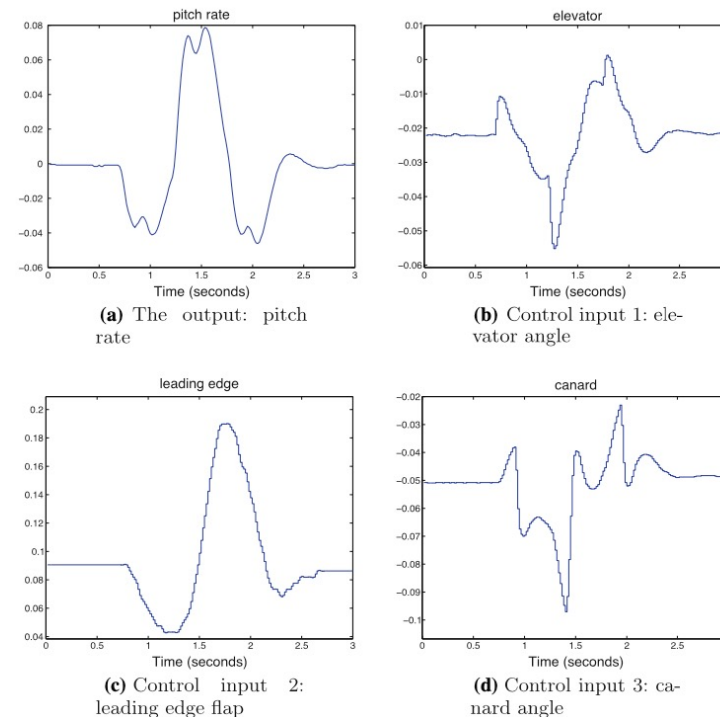 pitch rate
0.08
0.06
0.04
0.02
0
−0.02
−0.04
−0.06
0 0.5 1 1.5 2 2.5 3
Time (seconds)
(a) The output: pitch
rate
elevator
0.01
0
−0.01
−0.02
−0.03
−0.04
−0.05
−0.06
0 0.5 1 1.5 2 2.5
Time (seconds)
(b) Control input 1: ele-
vator angle
leading edge
0.2
0.18
0.16
0.14
0.12
0.1
0.08
0.06
0.04
0 0.5 1 1.5 2 2.5 3
Time (seconds)
(c) Control input 2:
leading edge flap
canard
−0.02
−0.03
−0.04
−0.05
−0.06
−0.07
−0.08
−0.09
−0.1
0 0.5 1 1.5 2 2.5
Time (seconds)
(d) Control input 3: ca-
nard angle